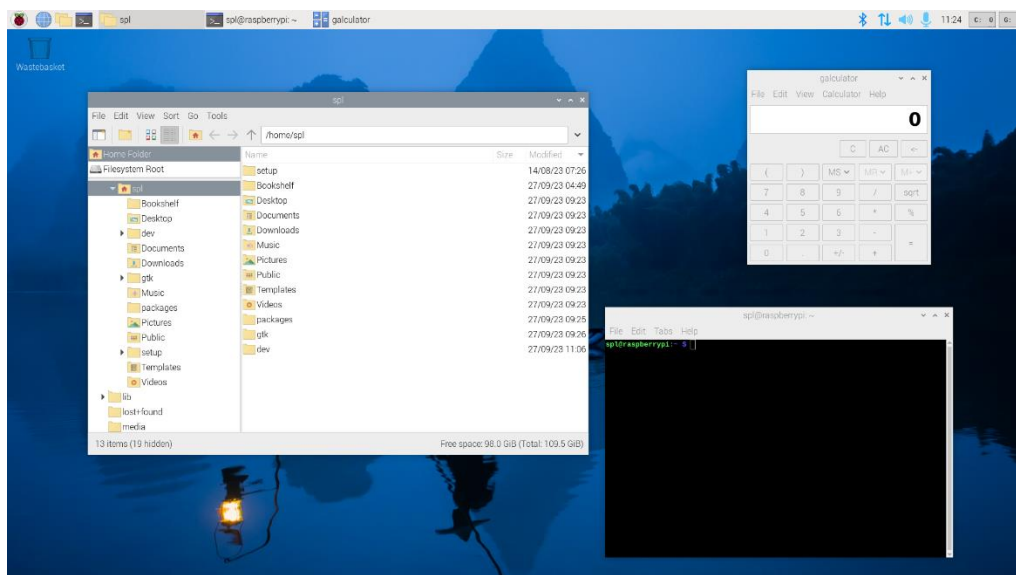 spl
spl@raspberrypi: ~
galculator
11:24
C: 0
G:
Wastebasket
spl
File Edit View Sort Go Tools
/home/spl
Home Folder
Filesystem Root
spl
Bookshelf
Desktop
dev
Documents
Downloads
gtk
Music
packages
Pictures
Public
setup
Templates
Videos
lib
lost+found
media
Name Size Modified
setup 14/08/23 07:26
Bookshelf 27/09/23 04:49
Desktop 27/09/23 09:23
Documents 27/09/23 09:23
Downloads 27/09/23 09:23
Music 27/09/23 09:23
Pictures 27/09/23 09:23
Public 27/09/23 09:23
Templates 27/09/23 09:23
Videos 27/09/23 09:23
packages 27/09/23 09:25
gtk 27/09/23 09:26
dev 27/09/23 11:06
13 items (19 hidden) Free space: 98.0 GiB (Total: 109.5 GiB)
galculator
File Edit View Calculator Help
0
C AC ←
( ) MS MR M+
7 8 9 / sqrt
4 5 6 * %
1 2 3 - =
0 . +/- +
spl@raspberrypi: ~
File Edit Tabs Help
spl@raspberrypi:~ $